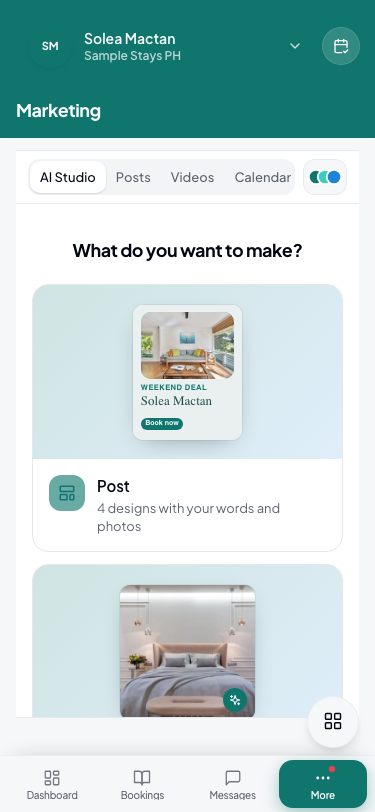 SM
Solea Mactan
Sample Stays PH
Marketing
AI Studio
Posts
Videos
Calendar
What do you want to make?
WEEKEND DEAL
Solea Mactan
Book now
Post
4 designs with your words and
photos
Dashboard
Bookings
Messages
More